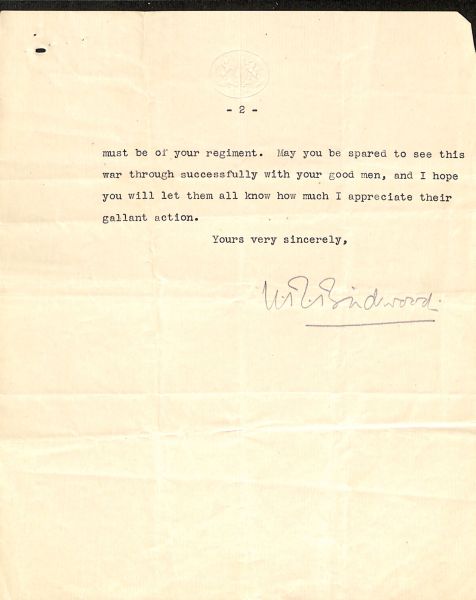 - 2 -
must be of your regiment. May you be spared to see this
war through successfully with your good men, and I hope
you will let them all know how much I appreciate their
gallant action.
Yours very sincerely,
W. R. Birdwood.